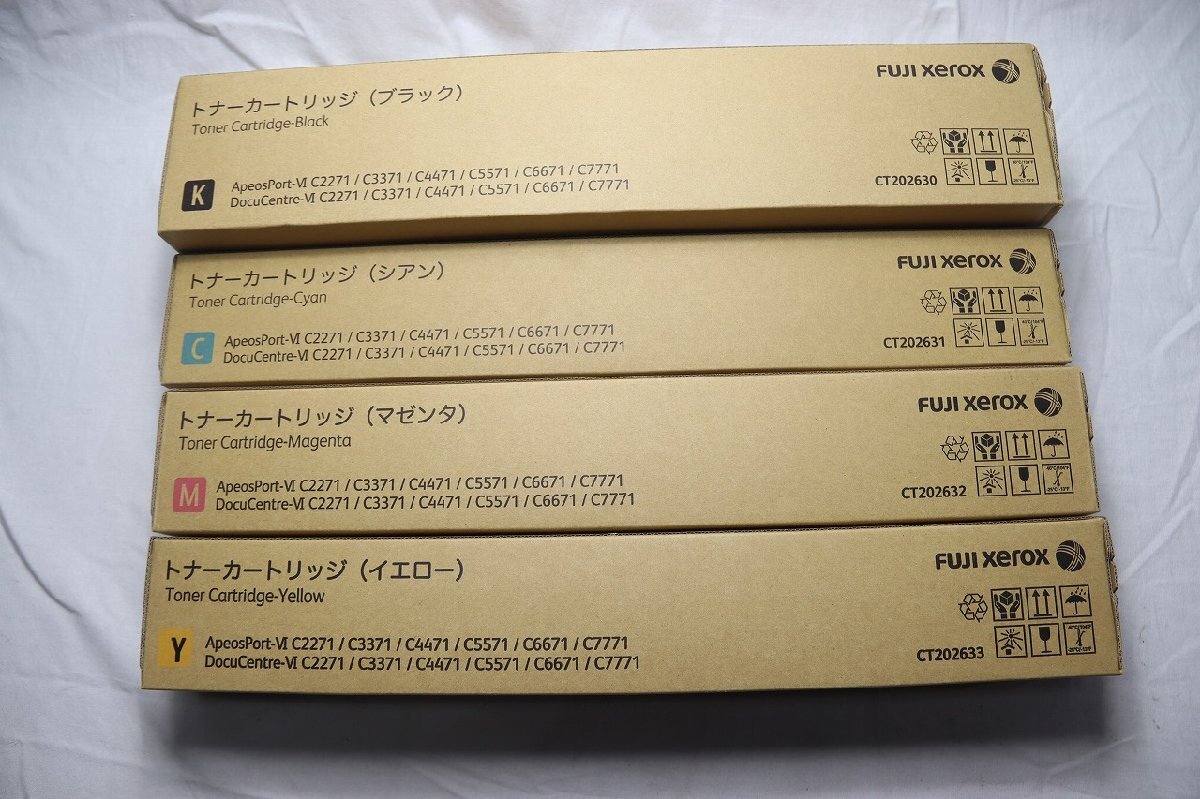 トナーカートリッジ（ブラック）
Toner Cartridge-Black
K
ApeosPort-Ⅵ C2271 / C3371 / C4471 / C5571 / C6671 / C7771
DocuCentre-Ⅵ C2271 / C3371 / C4471 / C5571 / C6671 / C7771
FUJI xerox
CT202630
トナーカートリッジ（シアン）
Toner Cartridge-Cyan
C
ApeosPort-Ⅵ C2271 / C3371 / C4471 / C5571 / C6671 / C7771
DocuCentre-Ⅵ C2271 / C3371 / C4471 / C5571 / C6671 / C7771
FUJI xerox
CT202631
トナーカートリッジ（マゼンタ）
Toner Cartridge-Magenta
M
ApeosPort-Ⅵ C2271 / C3371 / C4471 / C5571 / C6671 / C7771
DocuCentre-Ⅵ C2271 / C3371 / C4471 / C5571 / C6671 / C7771
FUJI xerox
CT202632
トナーカートリッジ（イエロー）
Toner Cartridge-Yellow
Y
ApeosPort-Ⅵ C2271 / C3371 / C4471 / C5571 / C6671 / C7771
DocuCentre-Ⅵ C2271 / C3371 / C4471 / C5571 / C6671 / C7771
FUJI xerox
CT202633